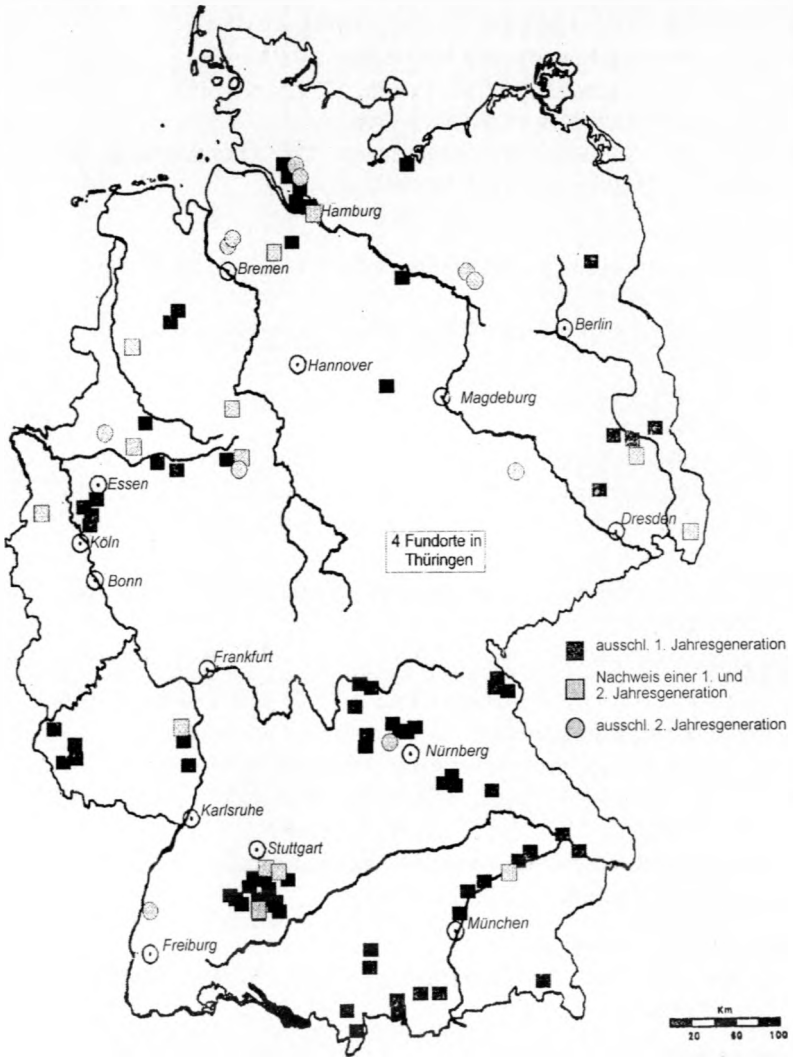 Hamburg
Bremen
Berlin
Hannover
Magdeburg
Essen
Dresden
Köln
4 Fundorte in
Thüringen
Bonn
ausschl. 1. Jahresgeneration
Frankfurt
Nachweis einer 1. und
2. Jahresgeneration
ausschl. 2. Jahresgeneration
Nürnberg
Karlsruhe
Stuttgart
München
Freiburg
Km
20 60 100